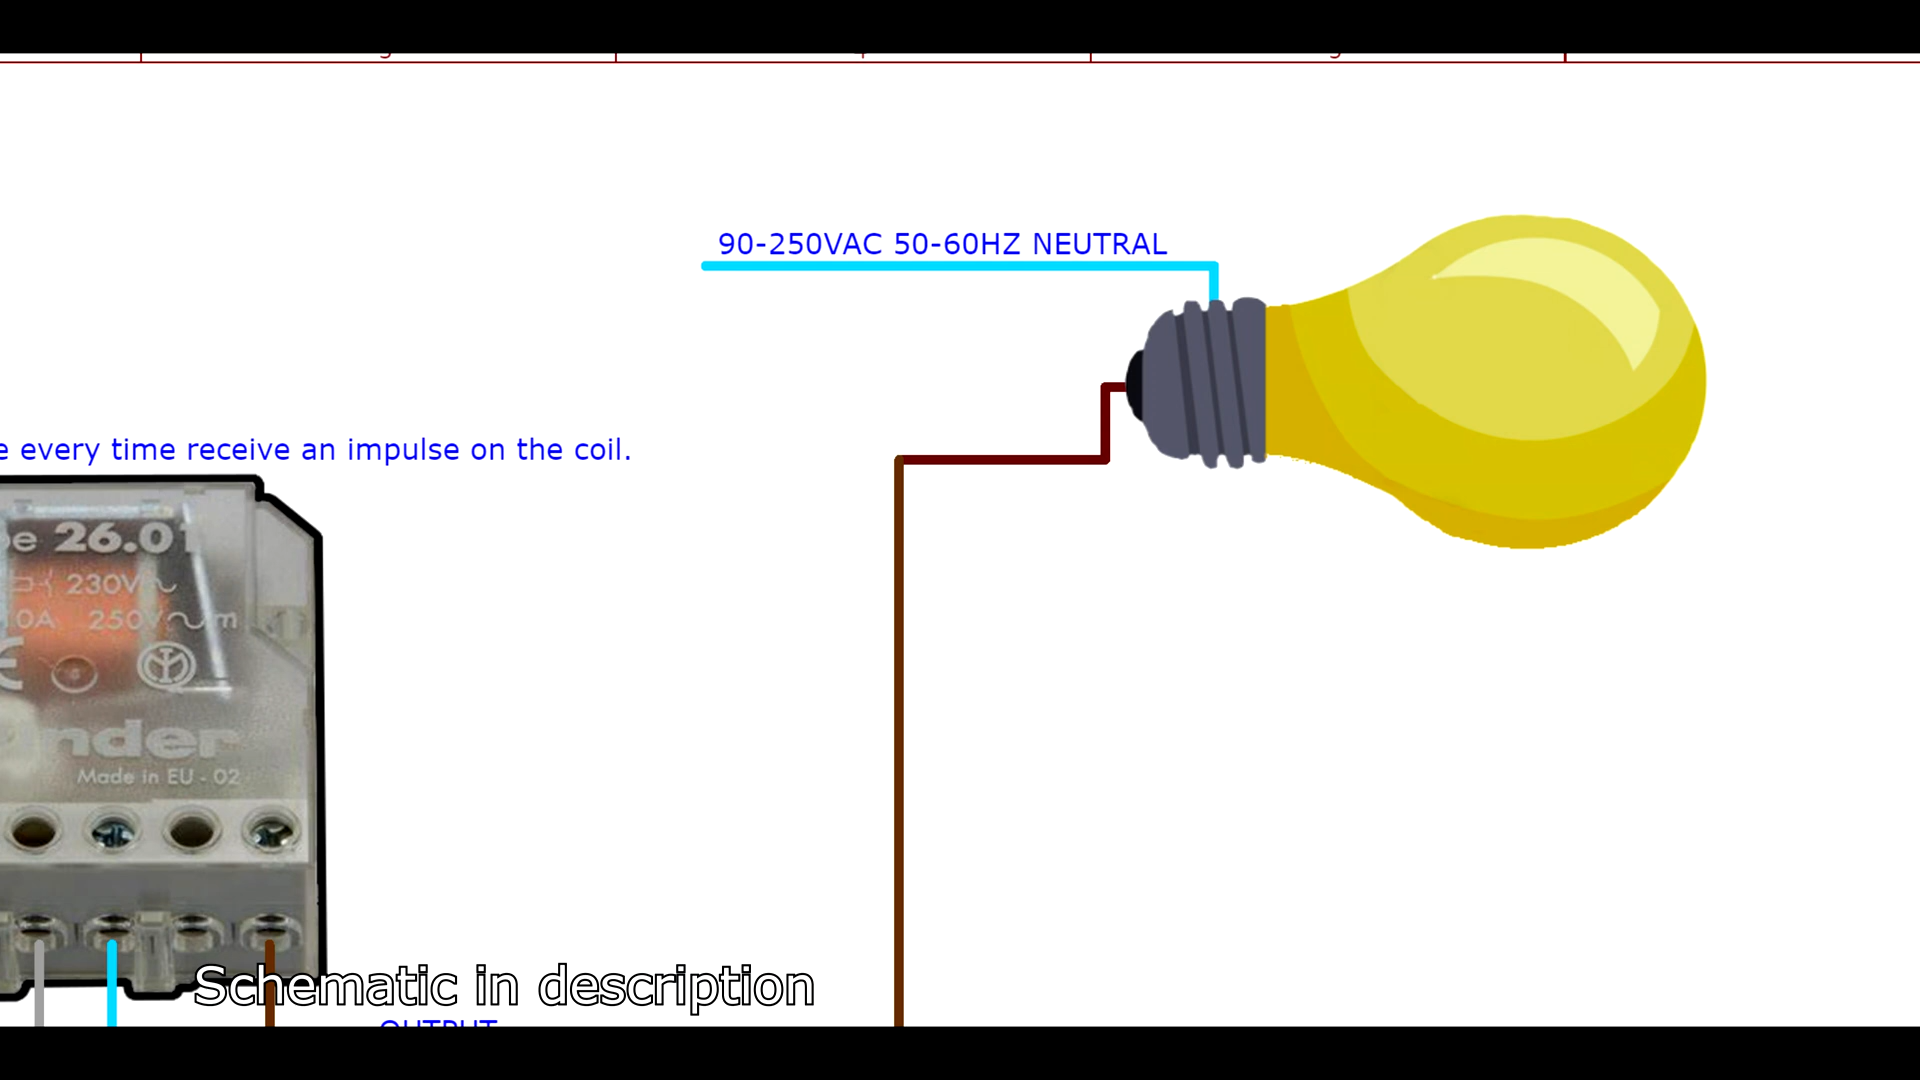 90-250VAC 50-60HZ NEUTRAL
every time receive an impulse on the coil.
26.01
230V
250V m
Made in EU - 02
Schematic in description
OUTPUT